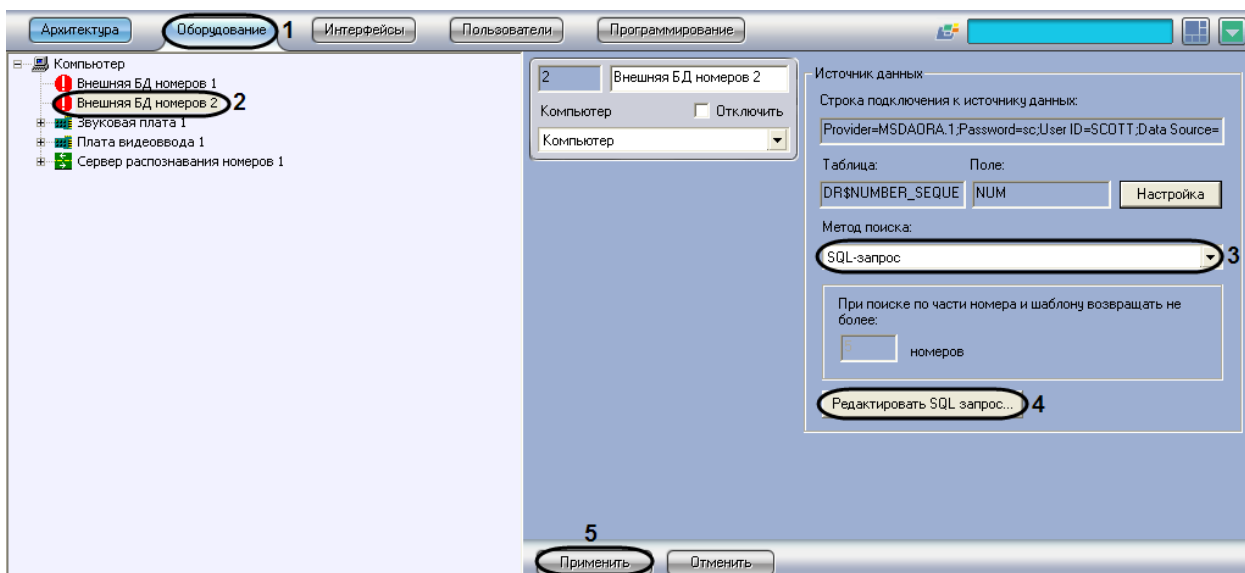 Архитектура Оборудование 1 Интерфейсы Пользователи Программирование
Компьютер
Внешняя БД номеров 1
Внешняя БД номеров 2 2
Звуковая плата 1
Плата видеоввода 1
Сервер распознавания номеров 1
2 Внешняя БД номеров 2
Компьютер Отключить
Компьютер
Источник данных
Строка подключения к источнику данных:
Provider=MSDAORA.1;Password=sc;User ID=SCOTT;Data Source=
Таблица: Поле:
DR$NUMBER_SEQUE NUM Настройка
Метод поиска:
SQL-запрос 3
При поиске по части номера и шаблону возвращать не
более:
5 номеров
Редактировать SQL запрос... 4
5
Применить Отменить